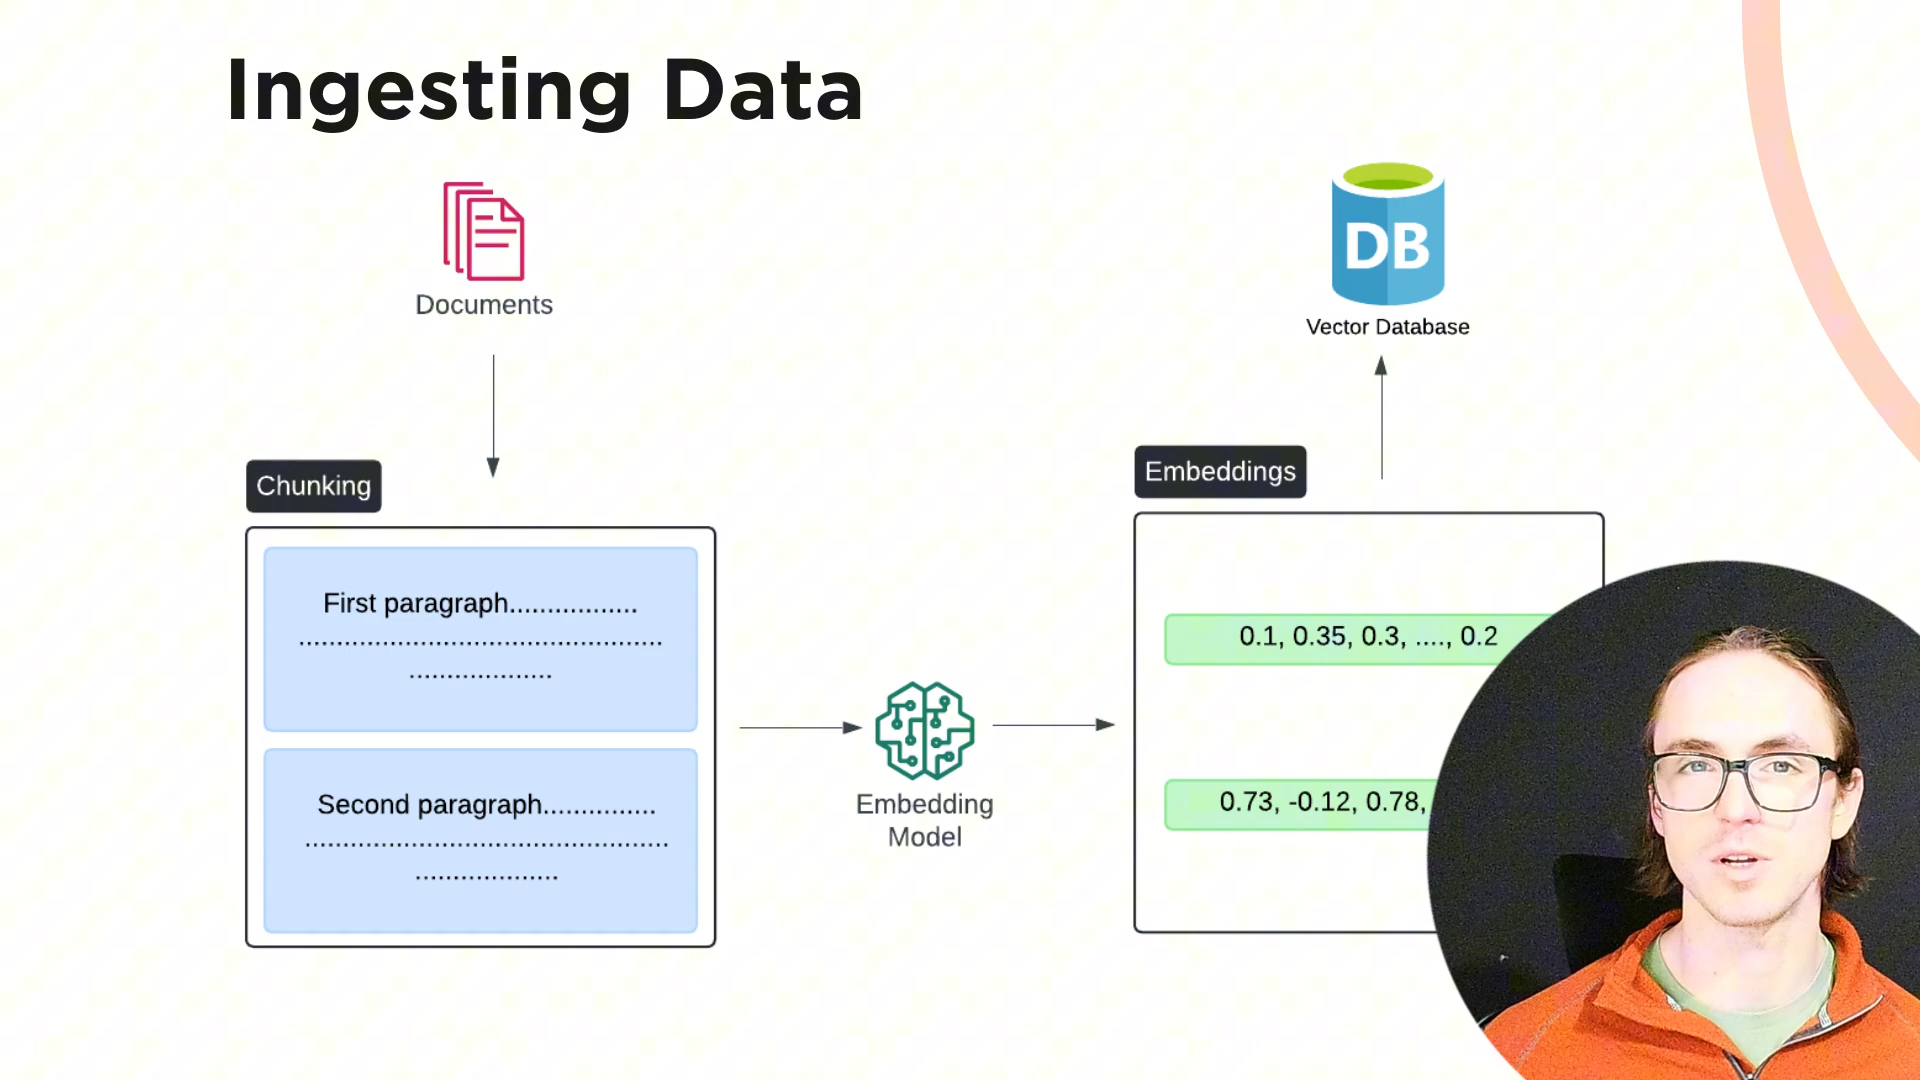 Ingesting Data
Documents
DB
Vector Database
Chunking
Embeddings
First paragraph.................
................................................
...................
Second paragraph...............
................................................
...................
Embedding
Model
0.1, 0.35, 0.3, ...., 0.2
0.73, -0.12, 0.78,